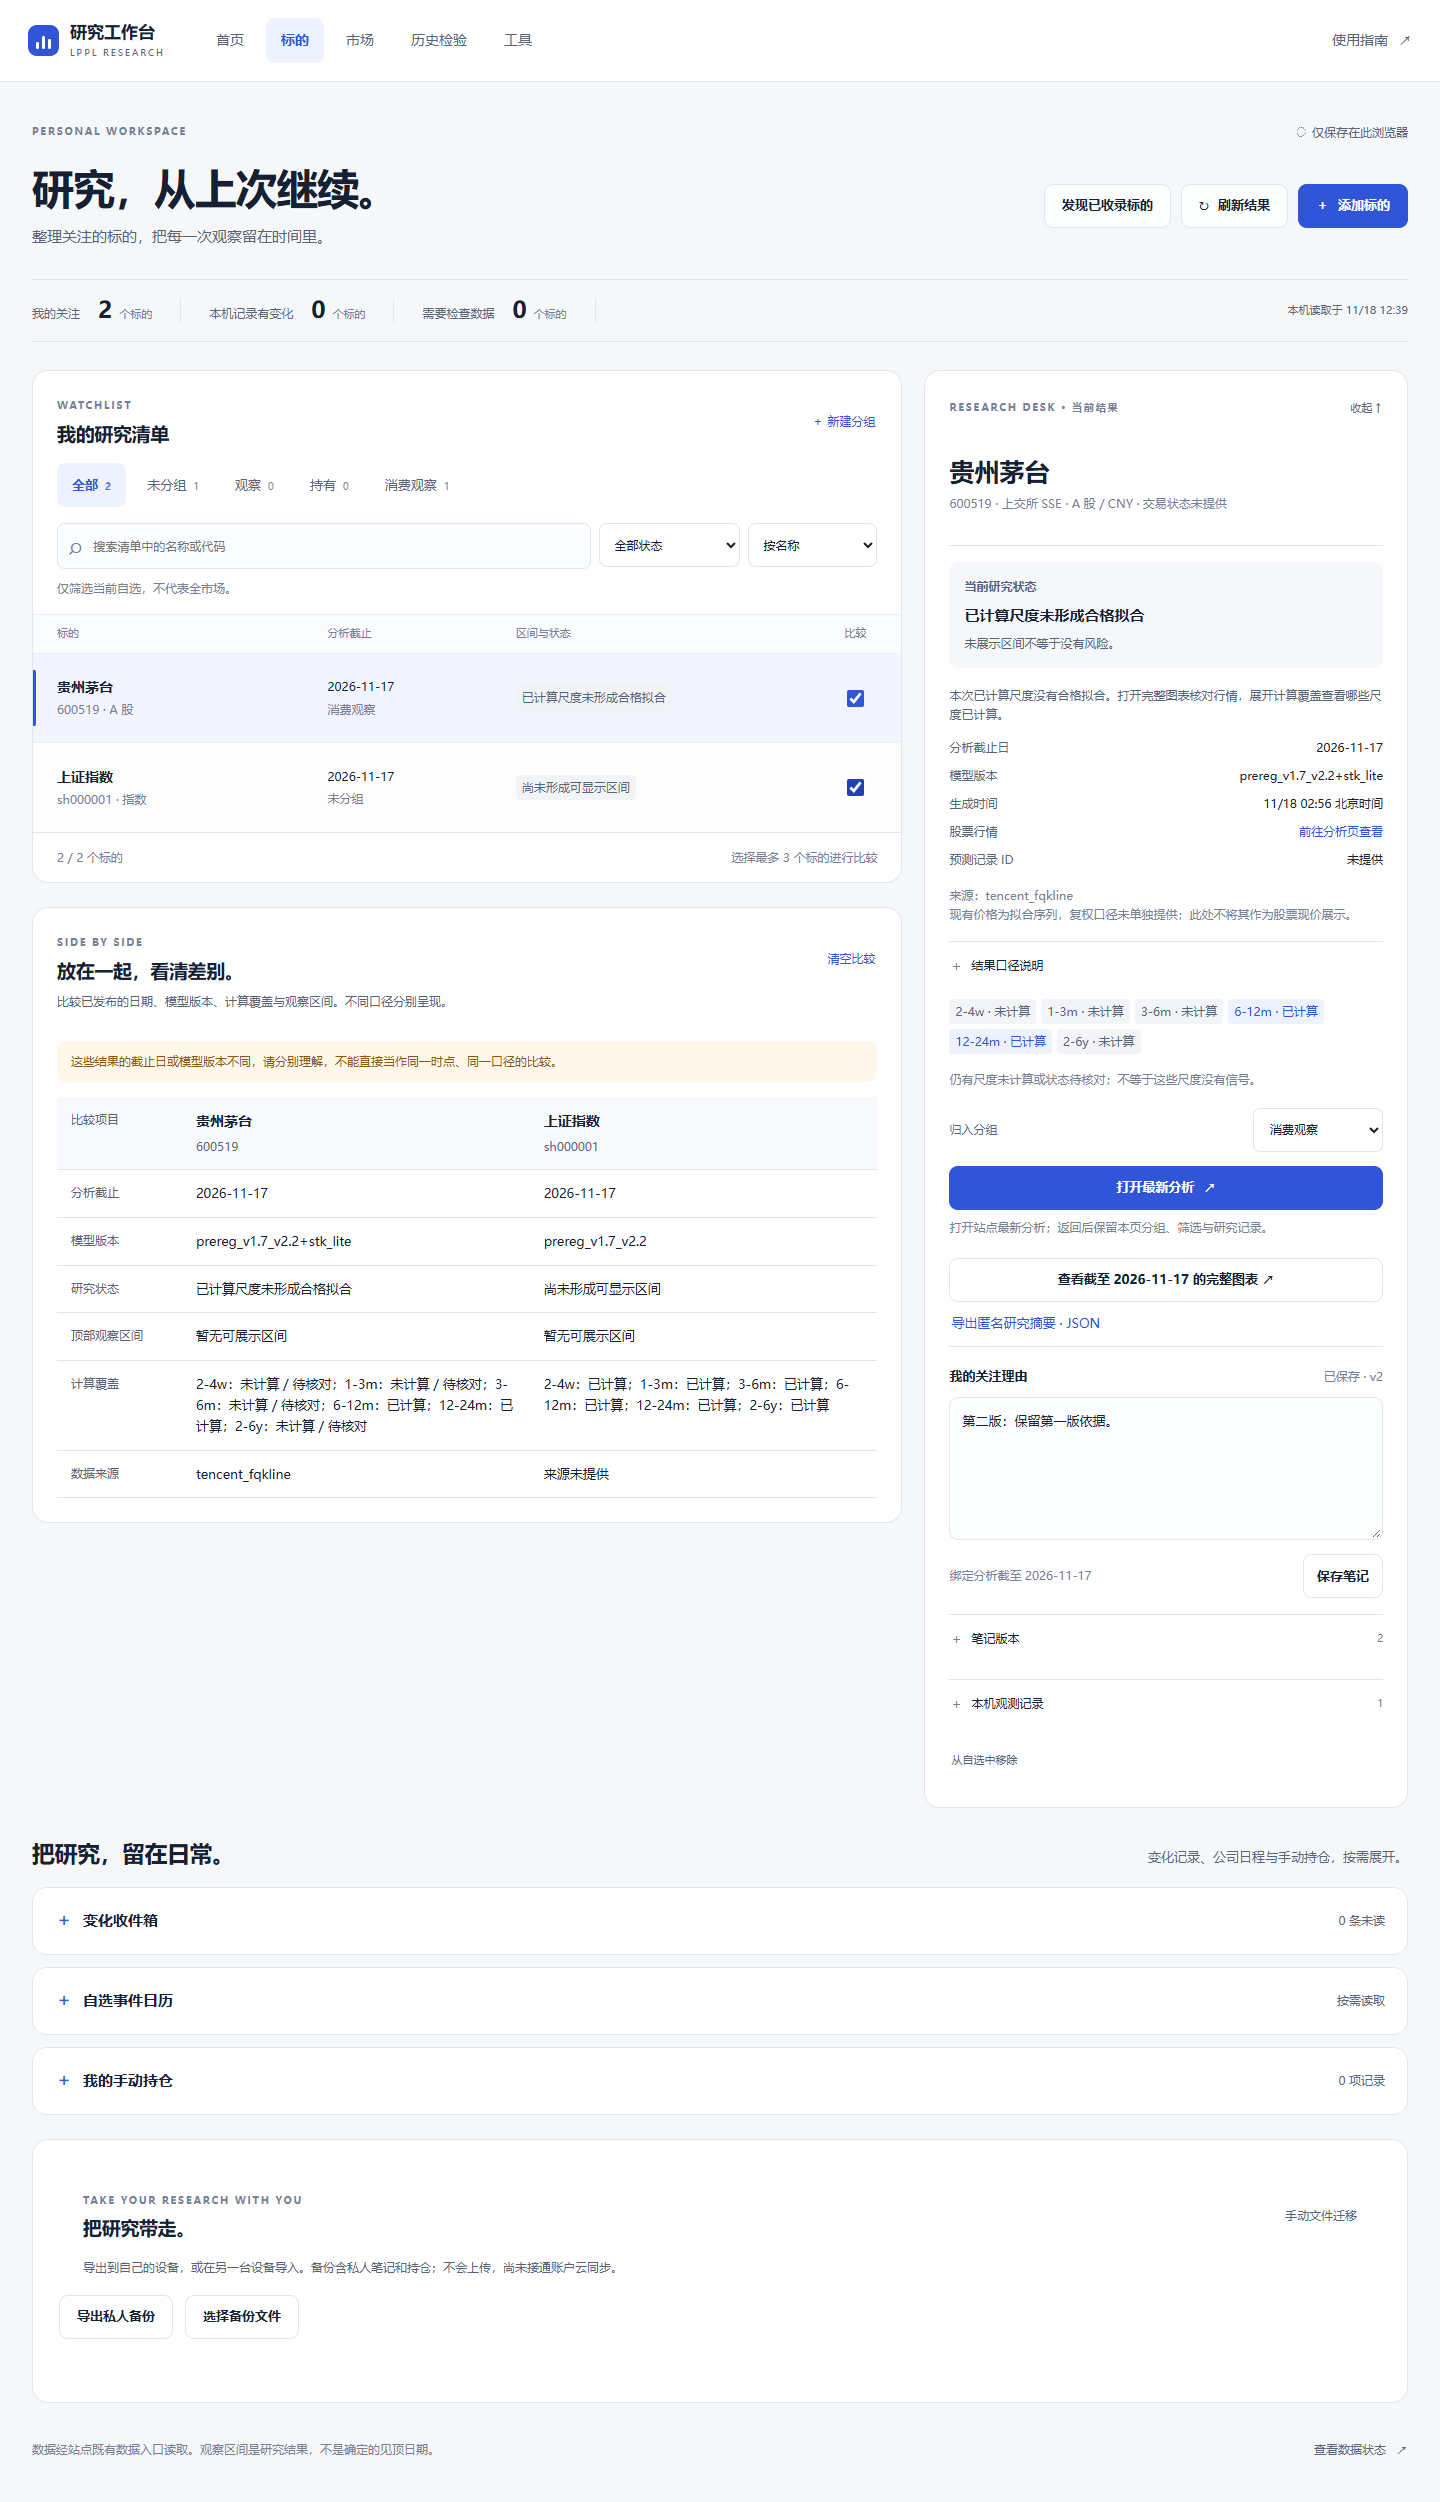 研究工作台
LPPL RESEARCH
首页
标的
市场
历史检验
工具
使用指南 ↗
PERSONAL WORKSPACE
仅保存在此浏览器
研究，从上次继续。
整理关注的标的，把每一次观察留在时间里。
发现已收录标的
↻ 刷新结果
+ 添加标的
我的关注 2 个标的
本机记录有变化 0 个标的
需要检查数据 0 个标的
本机读取于 11/18 12:39
WATCHLIST
我的研究清单
+ 新建分组
全部 2
未分组 1
观察 0
持有 0
消费观察 1
搜索清单中的名称或代码
全部状态
按名称
仅筛选当前自选，不代表全市场。
标的 分析截止 区间与状态 比较
贵州茅台 2026-11-17 已计算尺度未形成合格拟合
600519 · A 股 消费观察
上证指数 2026-11-17 尚未形成可显示区间
sh000001 · 指数 未分组
2 / 2 个标的
选择最多 3 个标的进行比较
SIDE BY SIDE
放在一起，看清差别。
清空比较
比较已发布的日期、模型版本、计算覆盖与观察区间。不同口径分别呈现。
这些结果的截止日或模型版本不同，请分别理解，不能直接当作同一时点、同一口径的比较。
比较项目 贵州茅台 上证指数
600519 sh000001
分析截止 2026-11-17 2026-11-17
模型版本 prereg_v1.7_v2.2+stk_lite prereg_v1.7_v2.2
研究状态 已计算尺度未形成合格拟合 尚未形成可显示区间
顶部观察区间 暂无可展示区间 暂无可展示区间
计算覆盖 2-4w：未计算 / 待核对；1-3m：未计算 / 待核对；3- 2-4w：已计算；1-3m：已计算；3-6m：已计算；6-
6m：未计算 / 待核对；6-12m：已计算；12-24m：已 12m：已计算；12-24m：已计算；2-6y：已计算
计算；2-6y：未计算 / 待核对
数据来源 tencent_fqkline 来源未提供
RESEARCH DESK • 当前结果
收起 ↑
贵州茅台
600519 · 上交所 SSE · A 股 / CNY · 交易状态未提供
当前研究状态
已计算尺度未形成合格拟合
未展示区间不等于没有风险。
本次已计算尺度没有合格拟合。打开完整图表核对行情，展开计算覆盖查看哪些尺
度已计算。
分析截止日 2026-11-17
模型版本 prereg_v1.7_v2.2+stk_lite
生成时间 11/18 02:56 北京时间
股票行情 前往分析页查看
预测记录 ID 未提供
来源：tencent_fqkline
现有价格为拟合序列，复权口径未单独提供；此处不将其作为股票现价展示。
+ 结果口径说明
2-4w · 未计算 1-3m · 未计算 3-6m · 未计算 6-12m · 已计算
12-24m · 已计算 2-6y · 未计算
仍有尺度未计算或状态待核对；不等于这些尺度没有信号。
归入分组 消费观察
打开最新分析 ↗
打开站点最新分析；返回后保留本页分组、筛选与研究记录。
查看截至 2026-11-17 的完整图表 ↗
导出匿名研究摘要 · JSON
我的关注理由 已保存 · v2
第二版：保留第一版依据。
绑定分析截至 2026-11-17 保存笔记
+ 笔记版本 2
+ 本机观测记录 1
从自选中移除
把研究，留在日常。
变化记录、公司日程与手动持仓，按需展开。
+ 变化收件箱 0 条未读
+ 自选事件日历 按需读取
+ 我的手动持仓 0 项记录
TAKE YOUR RESEARCH WITH YOU
把研究带走。
手动文件迁移
导出到自己的设备，或在另一台设备导入。备份含私人笔记和持仓；不会上传，尚未接通账户云同步。
导出私人备份
选择备份文件
数据经站点既有数据入口读取。观察区间是研究结果，不是确定的见顶日期。
查看数据状态 ↗